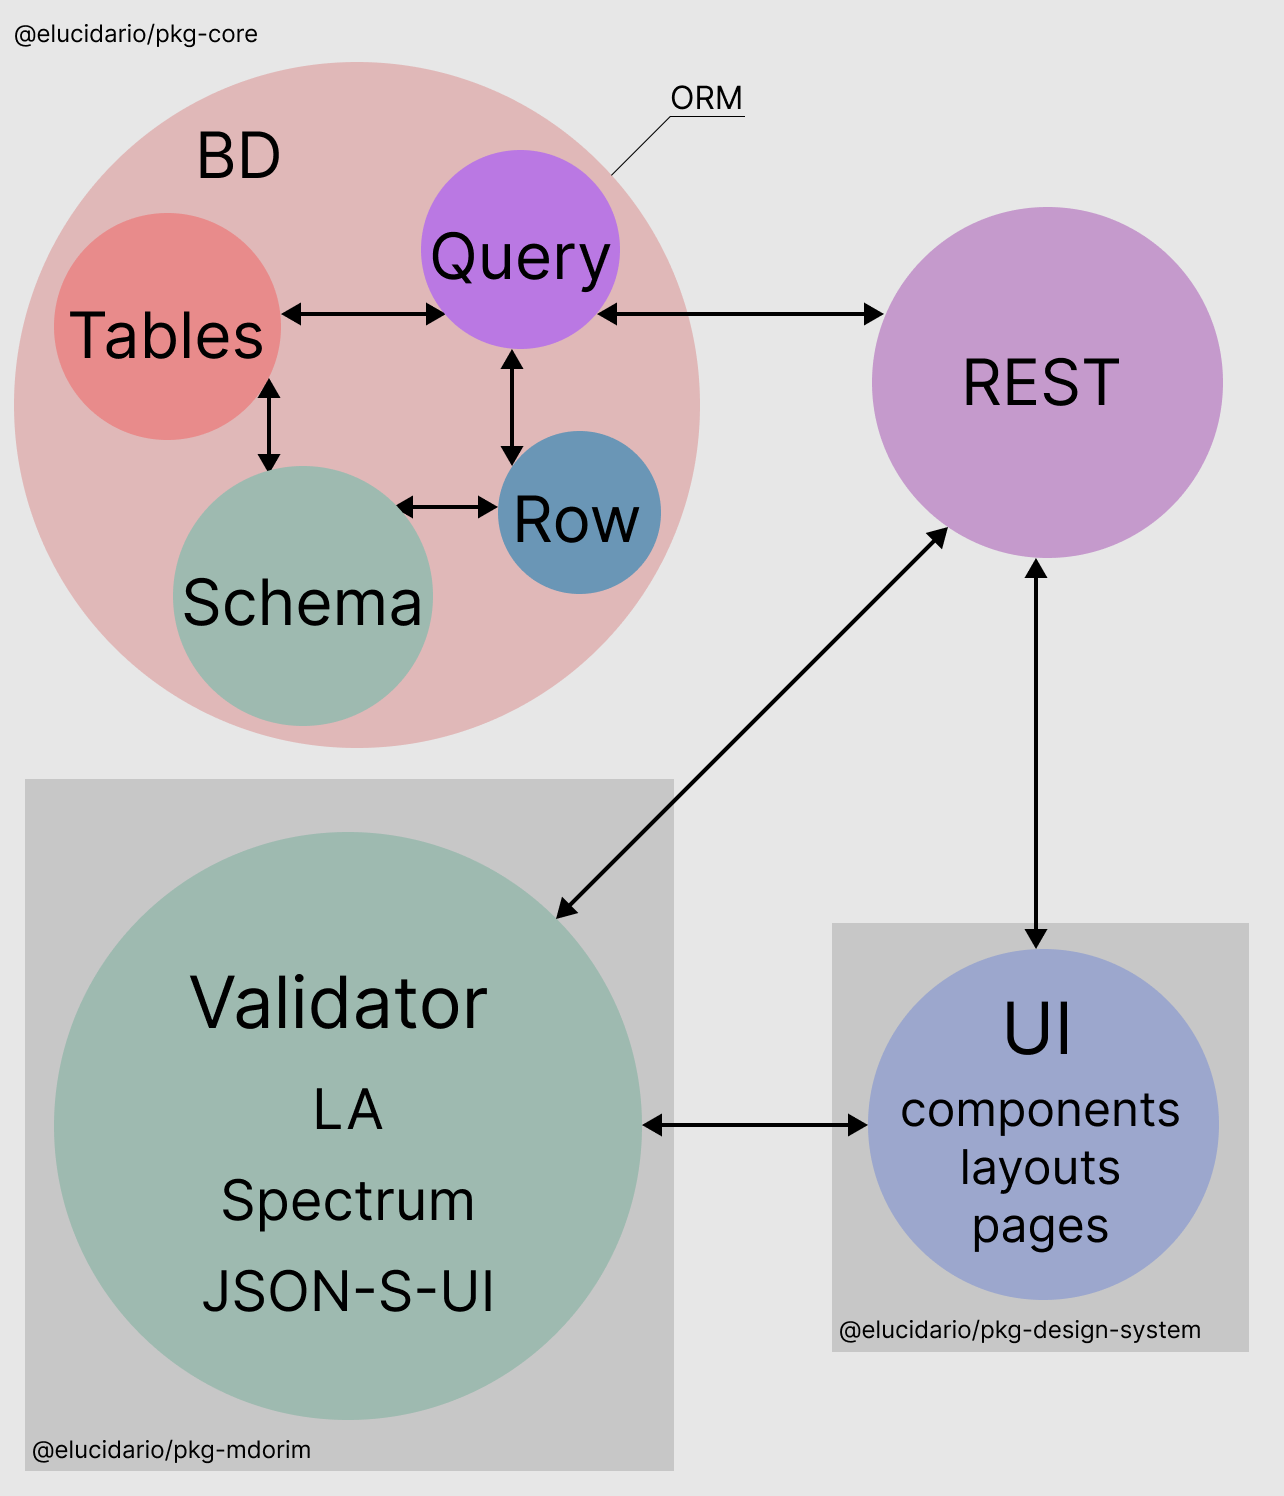 @elucidario/pkg-core
ORM
BD
Query
Tables
REST
Row
Schema
Validator
LA
Spectrum
JSON-S-UI
@elucidario/pkg-mdorim
UI
components
layouts
pages
@elucidario/pkg-design-system